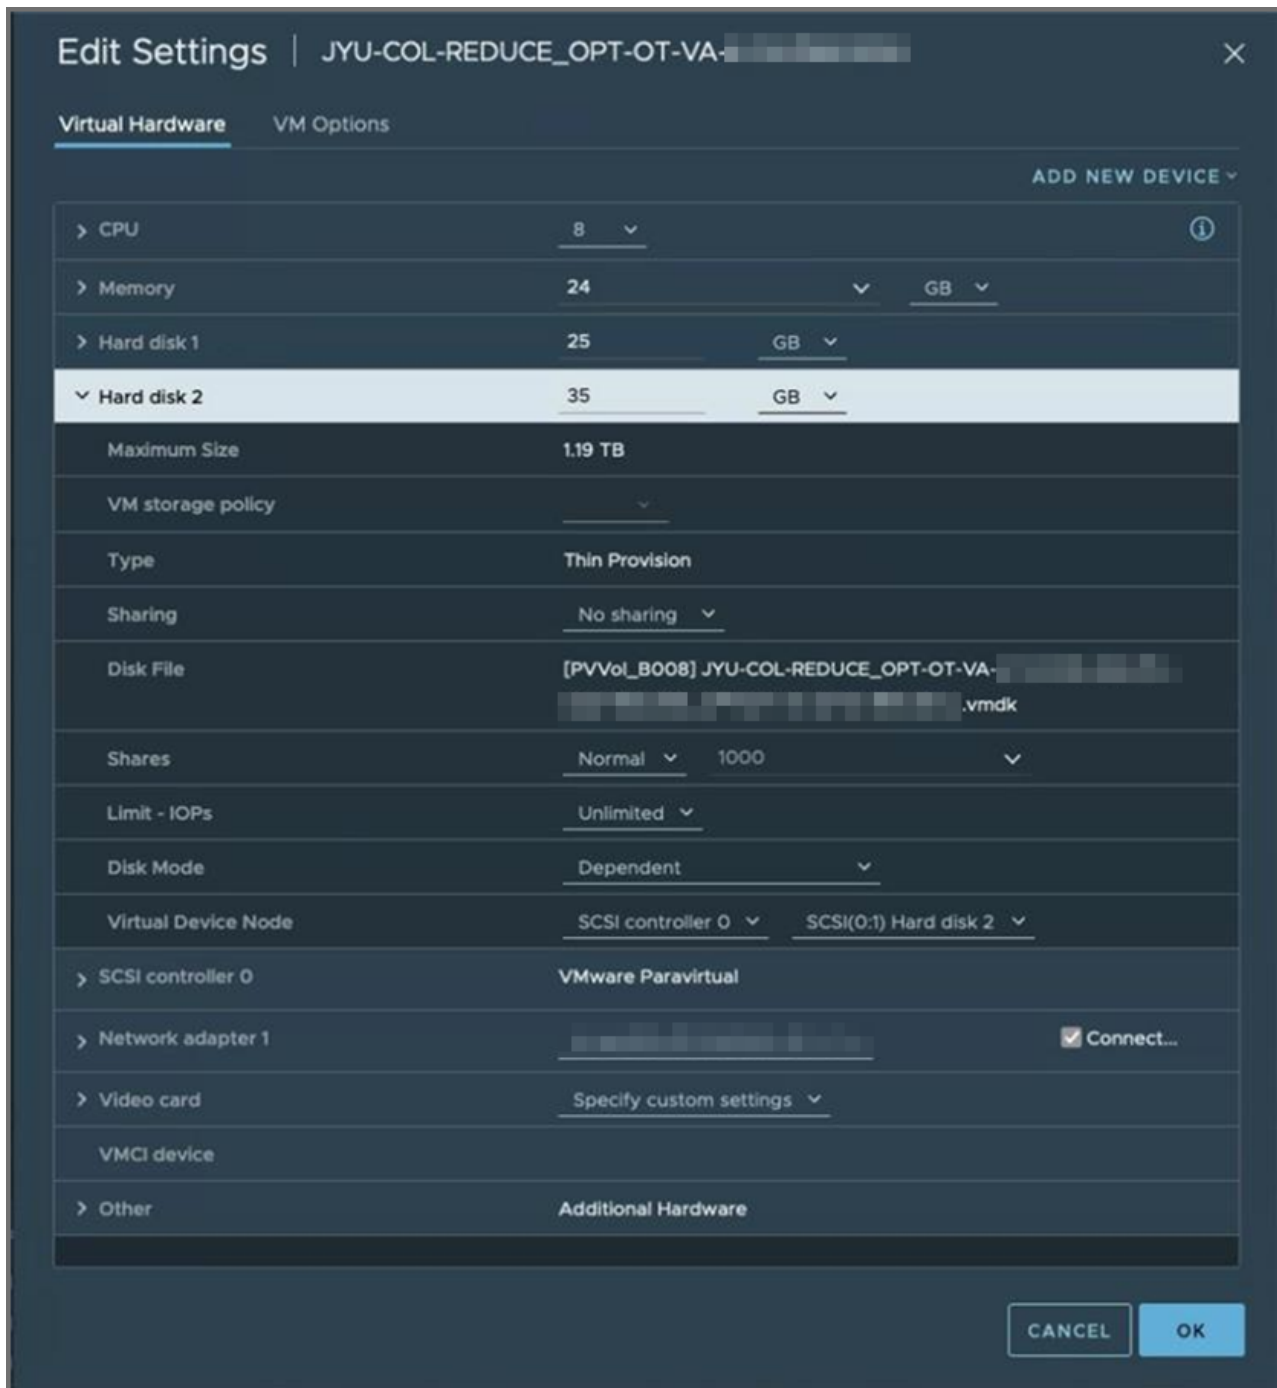 Edit Settings | JYU-COL-REDUCE_OPT-OT-VA-
Virtual Hardware VM Options
ADD NEW DEVICE
CPU 8
Memory 24 GB
Hard disk 1 25 GB
Hard disk 2 35 GB
Maximum Size 1.19 TB
VM storage policy
Type Thin Provision
Sharing No sharing
Disk File [PVVol_B008] JYU-COL-REDUCE_OPT-OT-VA-
.vmdk
Shares Normal 1000
Limit - IOPs Unlimited
Disk Mode Dependent
Virtual Device Node SCSI controller 0 SCSI(0:1) Hard disk 2
SCSI controller 0 VMware Paravirtual
Network adapter 1 Connect...
Video card Specify custom settings
VMCI device
Other Additional Hardware
CANCEL OK